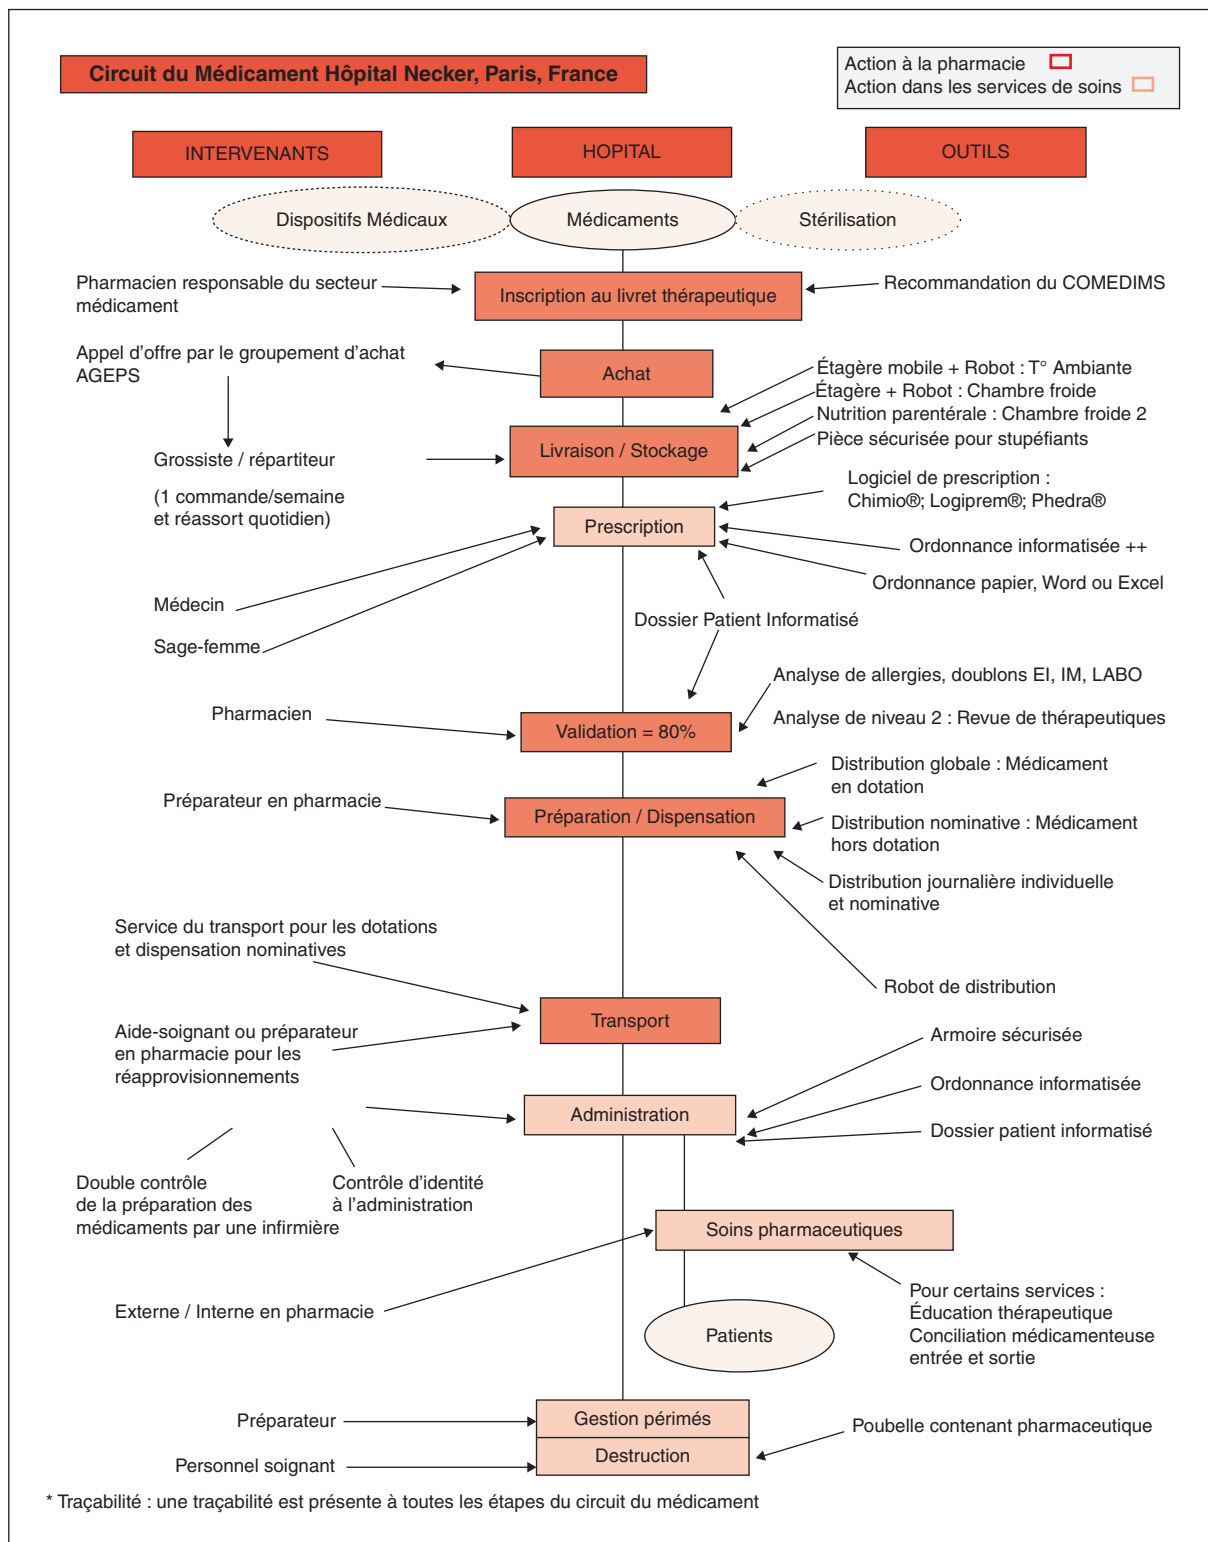 Circuit du Médicament Hôpital Necker, Paris, France
Action à la pharmacie
Action dans les services de soins
INTERVENANTS
HOPITAL
OUTILS
Dispositifs Médicaux
Médicaments
Stérilisation
Pharmacien responsable du secteur
médicament
Inscription au livret thérapeutique
Recommandation du COMEDIMS
Appel d'offre par le groupement d'achat
AGEPS
Achat
Étagère mobile + Robot : T° Ambiante
Étagère + Robot : Chambre froide
Nutrition parentérale : Chambre froide 2
Pièce sécurisée pour stupéfiants
Grossiste / répartiteur
(1 commande/semaine
et réassort quotidien)
Livraison / Stockage
Logiciel de prescription :
Chimio®; Logiprem®; Phedra®
Prescription
Ordonnance informatisée ++
Ordonnance papier, Word ou Excel
Médecin
Sage-femme
Dossier Patient Informatisé
Analyse de allergies, doublons EI, IM, LABO
Analyse de niveau 2 : Revue de thérapeutiques
Pharmacien
Validation = 80%
Distribution globale : Médicament
en dotation
Préparateur en pharmacie
Préparation / Dispensation
Distribution nominative : Médicament
hors dotation
Distribution journalière individuelle
et nominative
Service du transport pour les dotations
et dispensation nominatives
Robot de distribution
Transport
Aide-soignant ou préparateur
en pharmacie pour les
réapprovisionnements
Armoire sécurisée
Ordonnance informatisée
Dossier patient informatisé
Administration
Double contrôle
de la préparation des
médicaments par une infirmière
Contrôle d'identité
à l'administration
Soins pharmaceutiques
Externe / Interne en pharmacie
Pour certains services :
Éducation thérapeutique
Conciliation médicamenteuse
entrée et sortie
Patients
Préparateur
Gestion périmés
Poubelle contenant pharmaceutique
Personnel soignant
Destruction
* Traçabilité : une traçabilité est présente à toutes les étapes du circuit du médicament